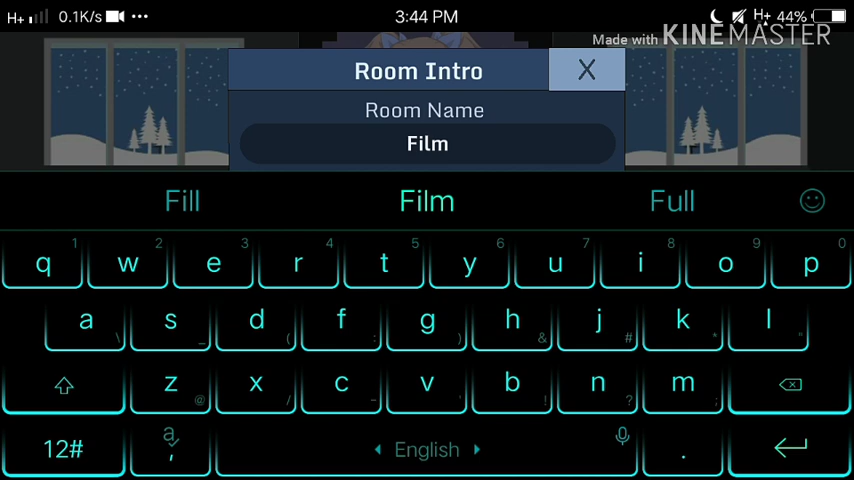 H+ 0.1K/s ••• 3:44 PM H+ 44%
Made with KINEMASTER
Room Intro X
Room Name
Film
Fill Film Full
1 2 3 4 5 6 7 8 9 0
q w e r t y u i o p
a s d f g h j k l
\ _ ( : ) & # * "
z x c v b n m
@ / - ' ! ? ;
12# a , English .